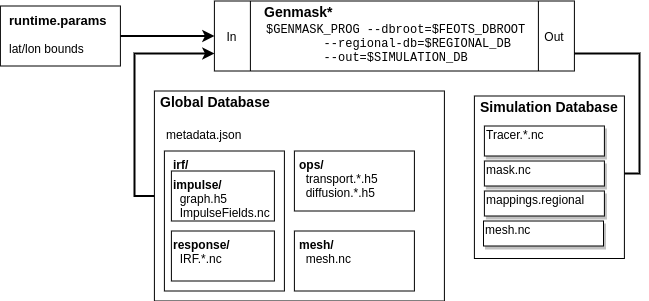 runtime.params
lat/lon bounds
In
Genmask*
$GENMASK_PROG --dbroot=$FEOTS_DBROOT
--regional-db=$REGIONAL_DB
--out=$SIMULATION_DB
Out
Global Database
metadata.json
irf/
impulse/
graph.h5
ImpulseFields.nc
response/
IRF.*.nc
ops/
transport.*.h5
diffusion.*.h5
mesh/
mesh.nc
Simulation Database
Tracer.*.nc
mask.nc
mappings.regional
mesh.nc